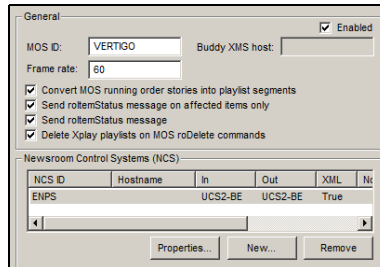 General
Enabled
MOS ID: VERTIGO Buddy XMS host:
Frame rate: 60
Convert MOS running order stories into playlist segments
Send roItemStatus message on affected items only
Send roItemStatus message
Delete Xplay playlists on MOS roDelete commands
Newsroom Control Systems (NCS)
NCS ID Hostname In Out XML
ENPS UCS2-BE UCS2-BE True
Properties... New... Remove